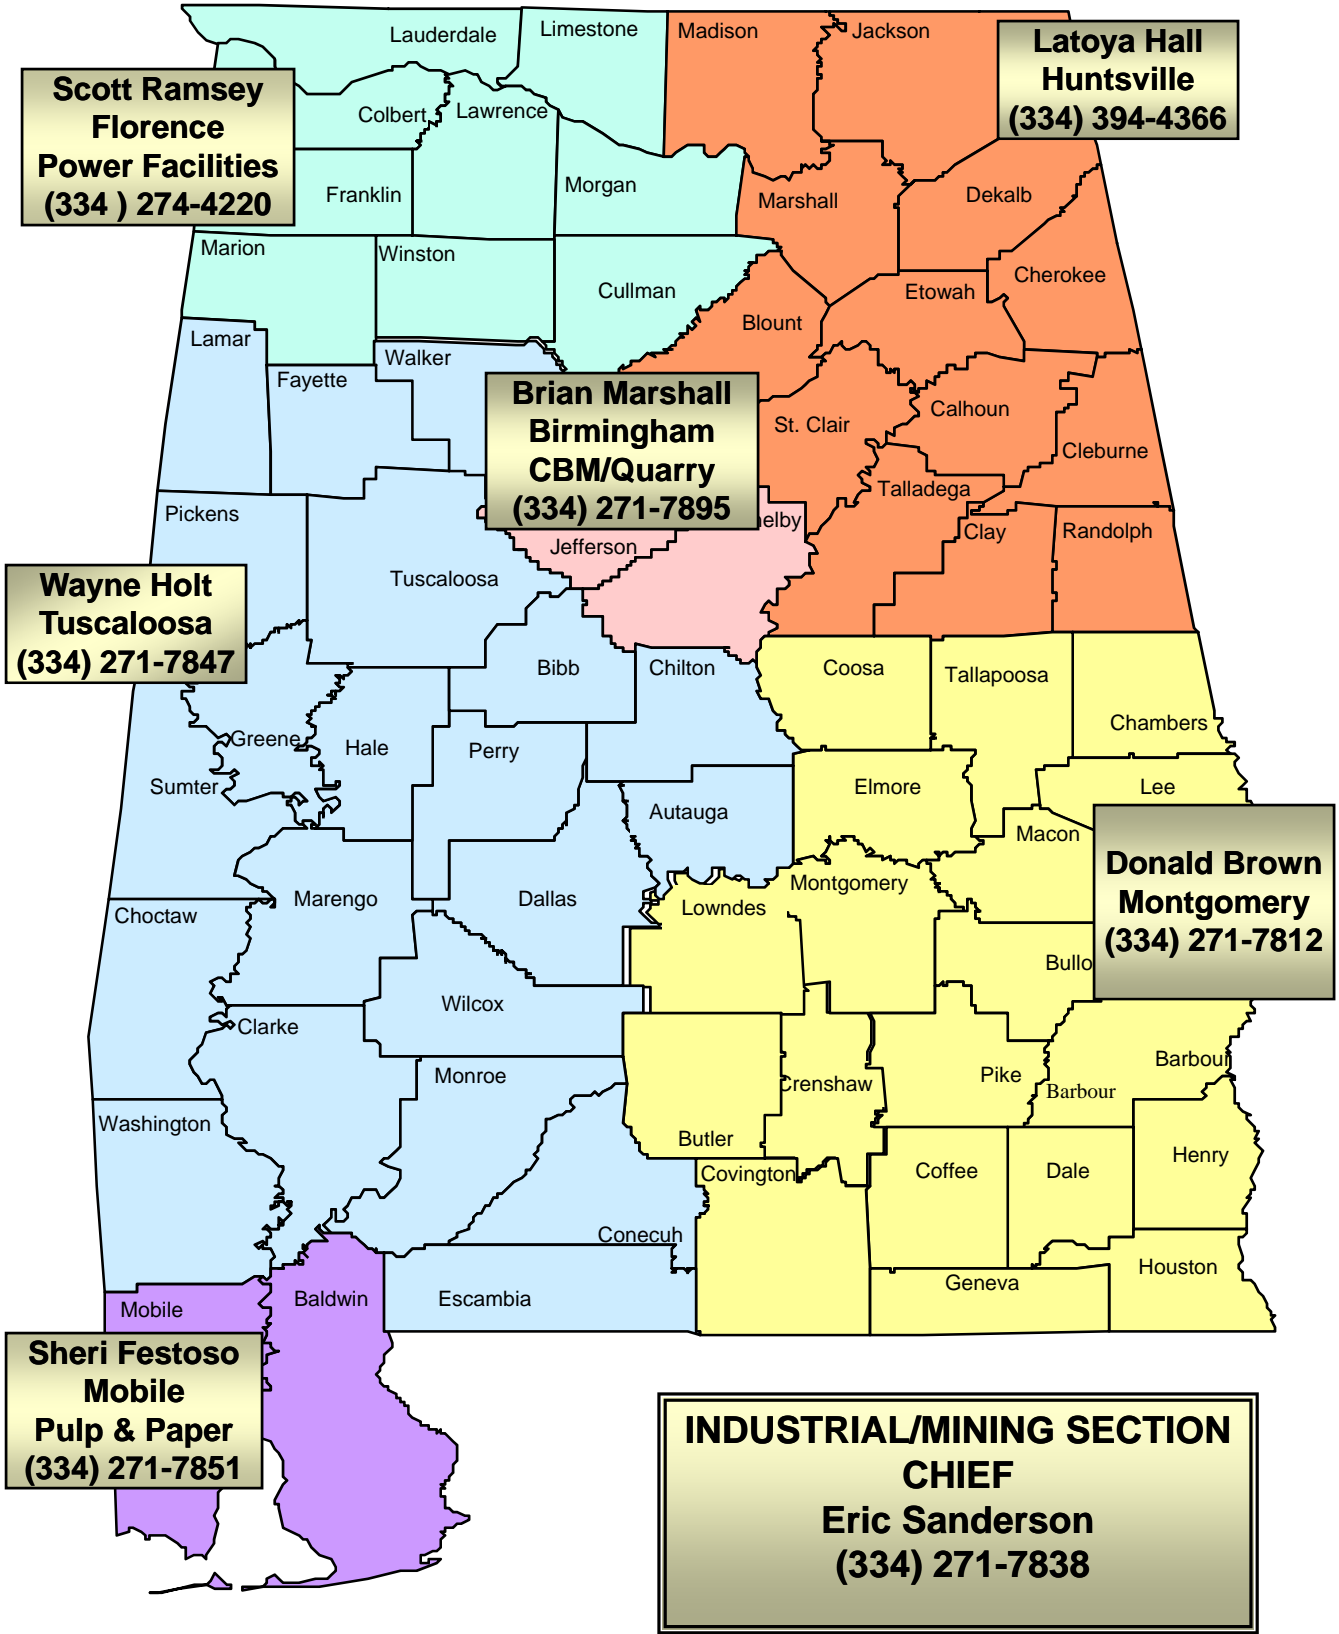 Lauderdale
Limestone
Madison
Jackson
Latoya Hall
Huntsville
(334) 394-4366
Scott Ramsey
Florence
Power Facilities
(334 ) 274-4220
Colbert
Lawrence
Franklin
Morgan
Marshall
Dekalb
Marion
Winston
Cullman
Cherokee
Etowah
Blount
Lamar
Walker
Fayette
Brian Marshall
Birmingham
CBM/Quarry
(334) 271-7895
St. Clair
Calhoun
Cleburne
Talladega
Pickens
elby
Jefferson
Clay
Randolph
Tuscaloosa
Wayne Holt
Tuscaloosa
(334) 271-7847
Bibb
Chilton
Coosa
Tallapoosa
Chambers
Greene
Hale
Perry
Sumter
Elmore
Lee
Autauga
Macon
Donald Brown
Montgomery
(334) 271-7812
Montgomery
Marengo
Dallas
Lowndes
Choctaw
Bullo
Wilcox
Clarke
Monroe
Crenshaw
Pike
Barbour
Barbour
Washington
Butler
Covington
Coffee
Dale
Henry
Conecuh
Escambia
Geneva
Houston
Mobile
Baldwin
Sheri Festoso
Mobile
Pulp & Paper
(334) 271-7851
INDUSTRIAL/MINING SECTION
CHIEF
Eric Sanderson
(334) 271-7838